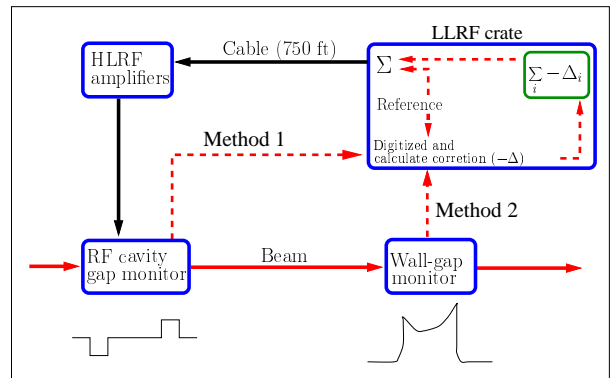 LLRF crate
Cable (750 ft)
HLRF
amplifiers
Σ
Σ −Δi
i
Reference
Digitized and
calculate corretion (−Δ)
Method 1
Method 2
RF cavity
gap monitor
Beam
Wall-gap
monitor